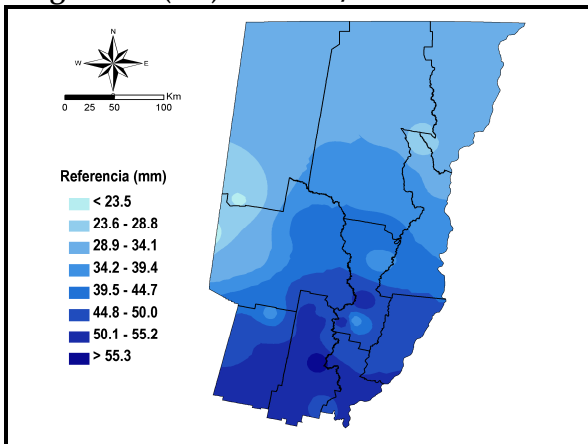 N
W E
S
Km
0 25 50 100
Referencia (mm)
< 23.5
23.6 - 28.8
28.9 - 34.1
34.2 - 39.4
39.5 - 44.7
44.8 - 50.0
50.1 - 55.2
> 55.3